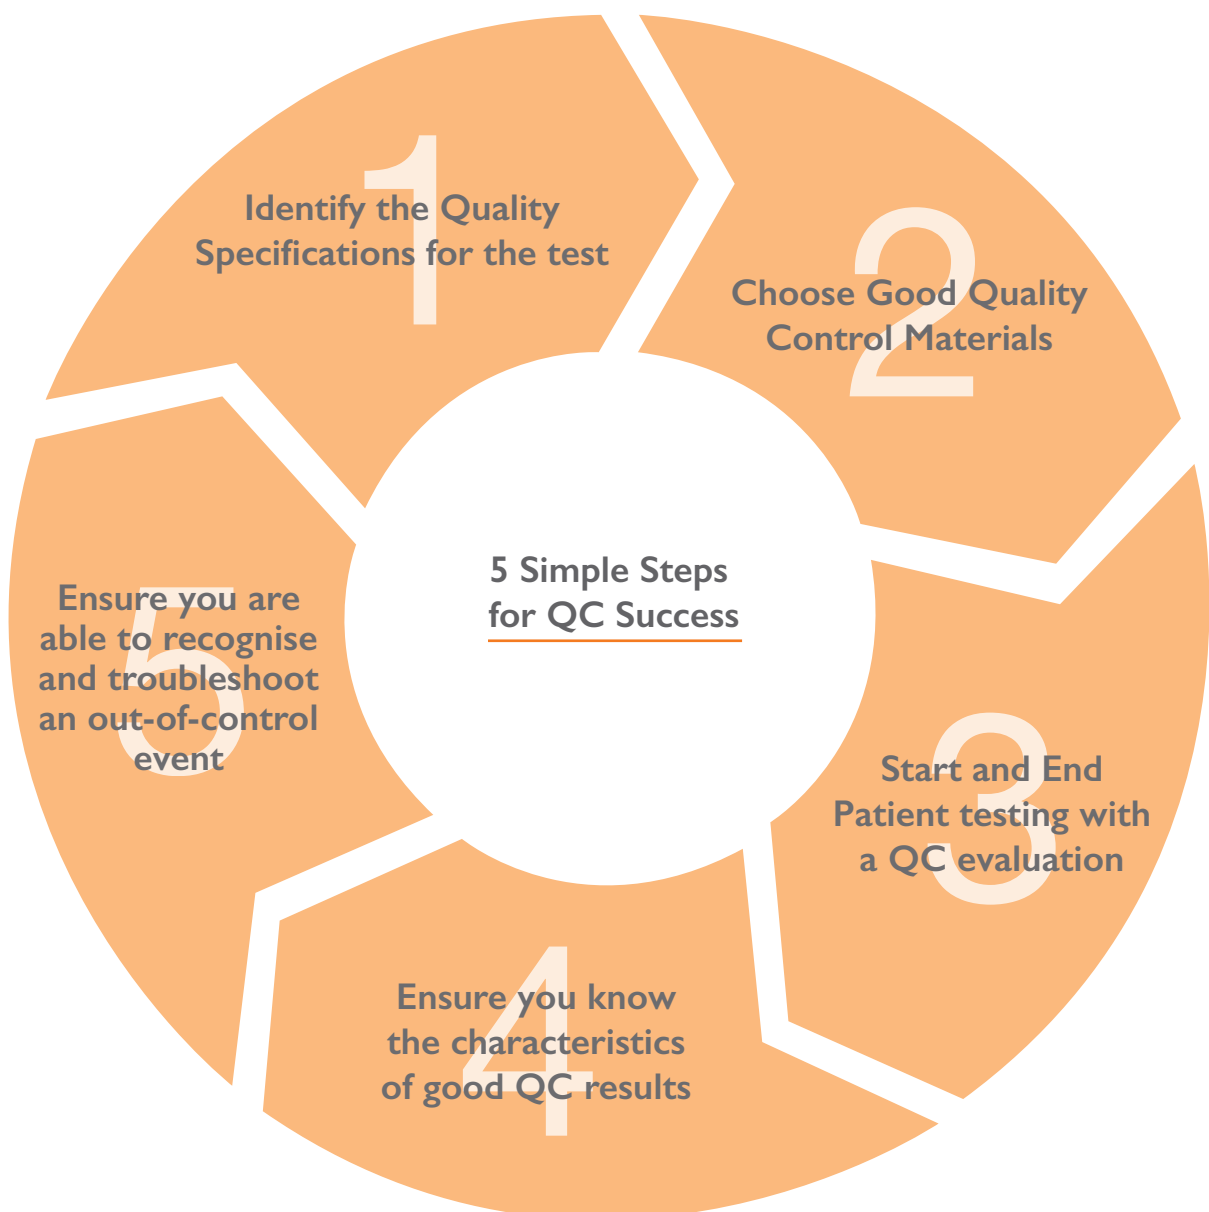 1
Identify the Quality
Specifications for the test
2
Choose Good Quality
Control Materials
5 Simple Steps
for QC Success
3
Start and End
Patient testing with
a QC evaluation
4
Ensure you know
the characteristics
of good QC results
5
Ensure you are
able to recognise
and troubleshoot
an out-of-control
event